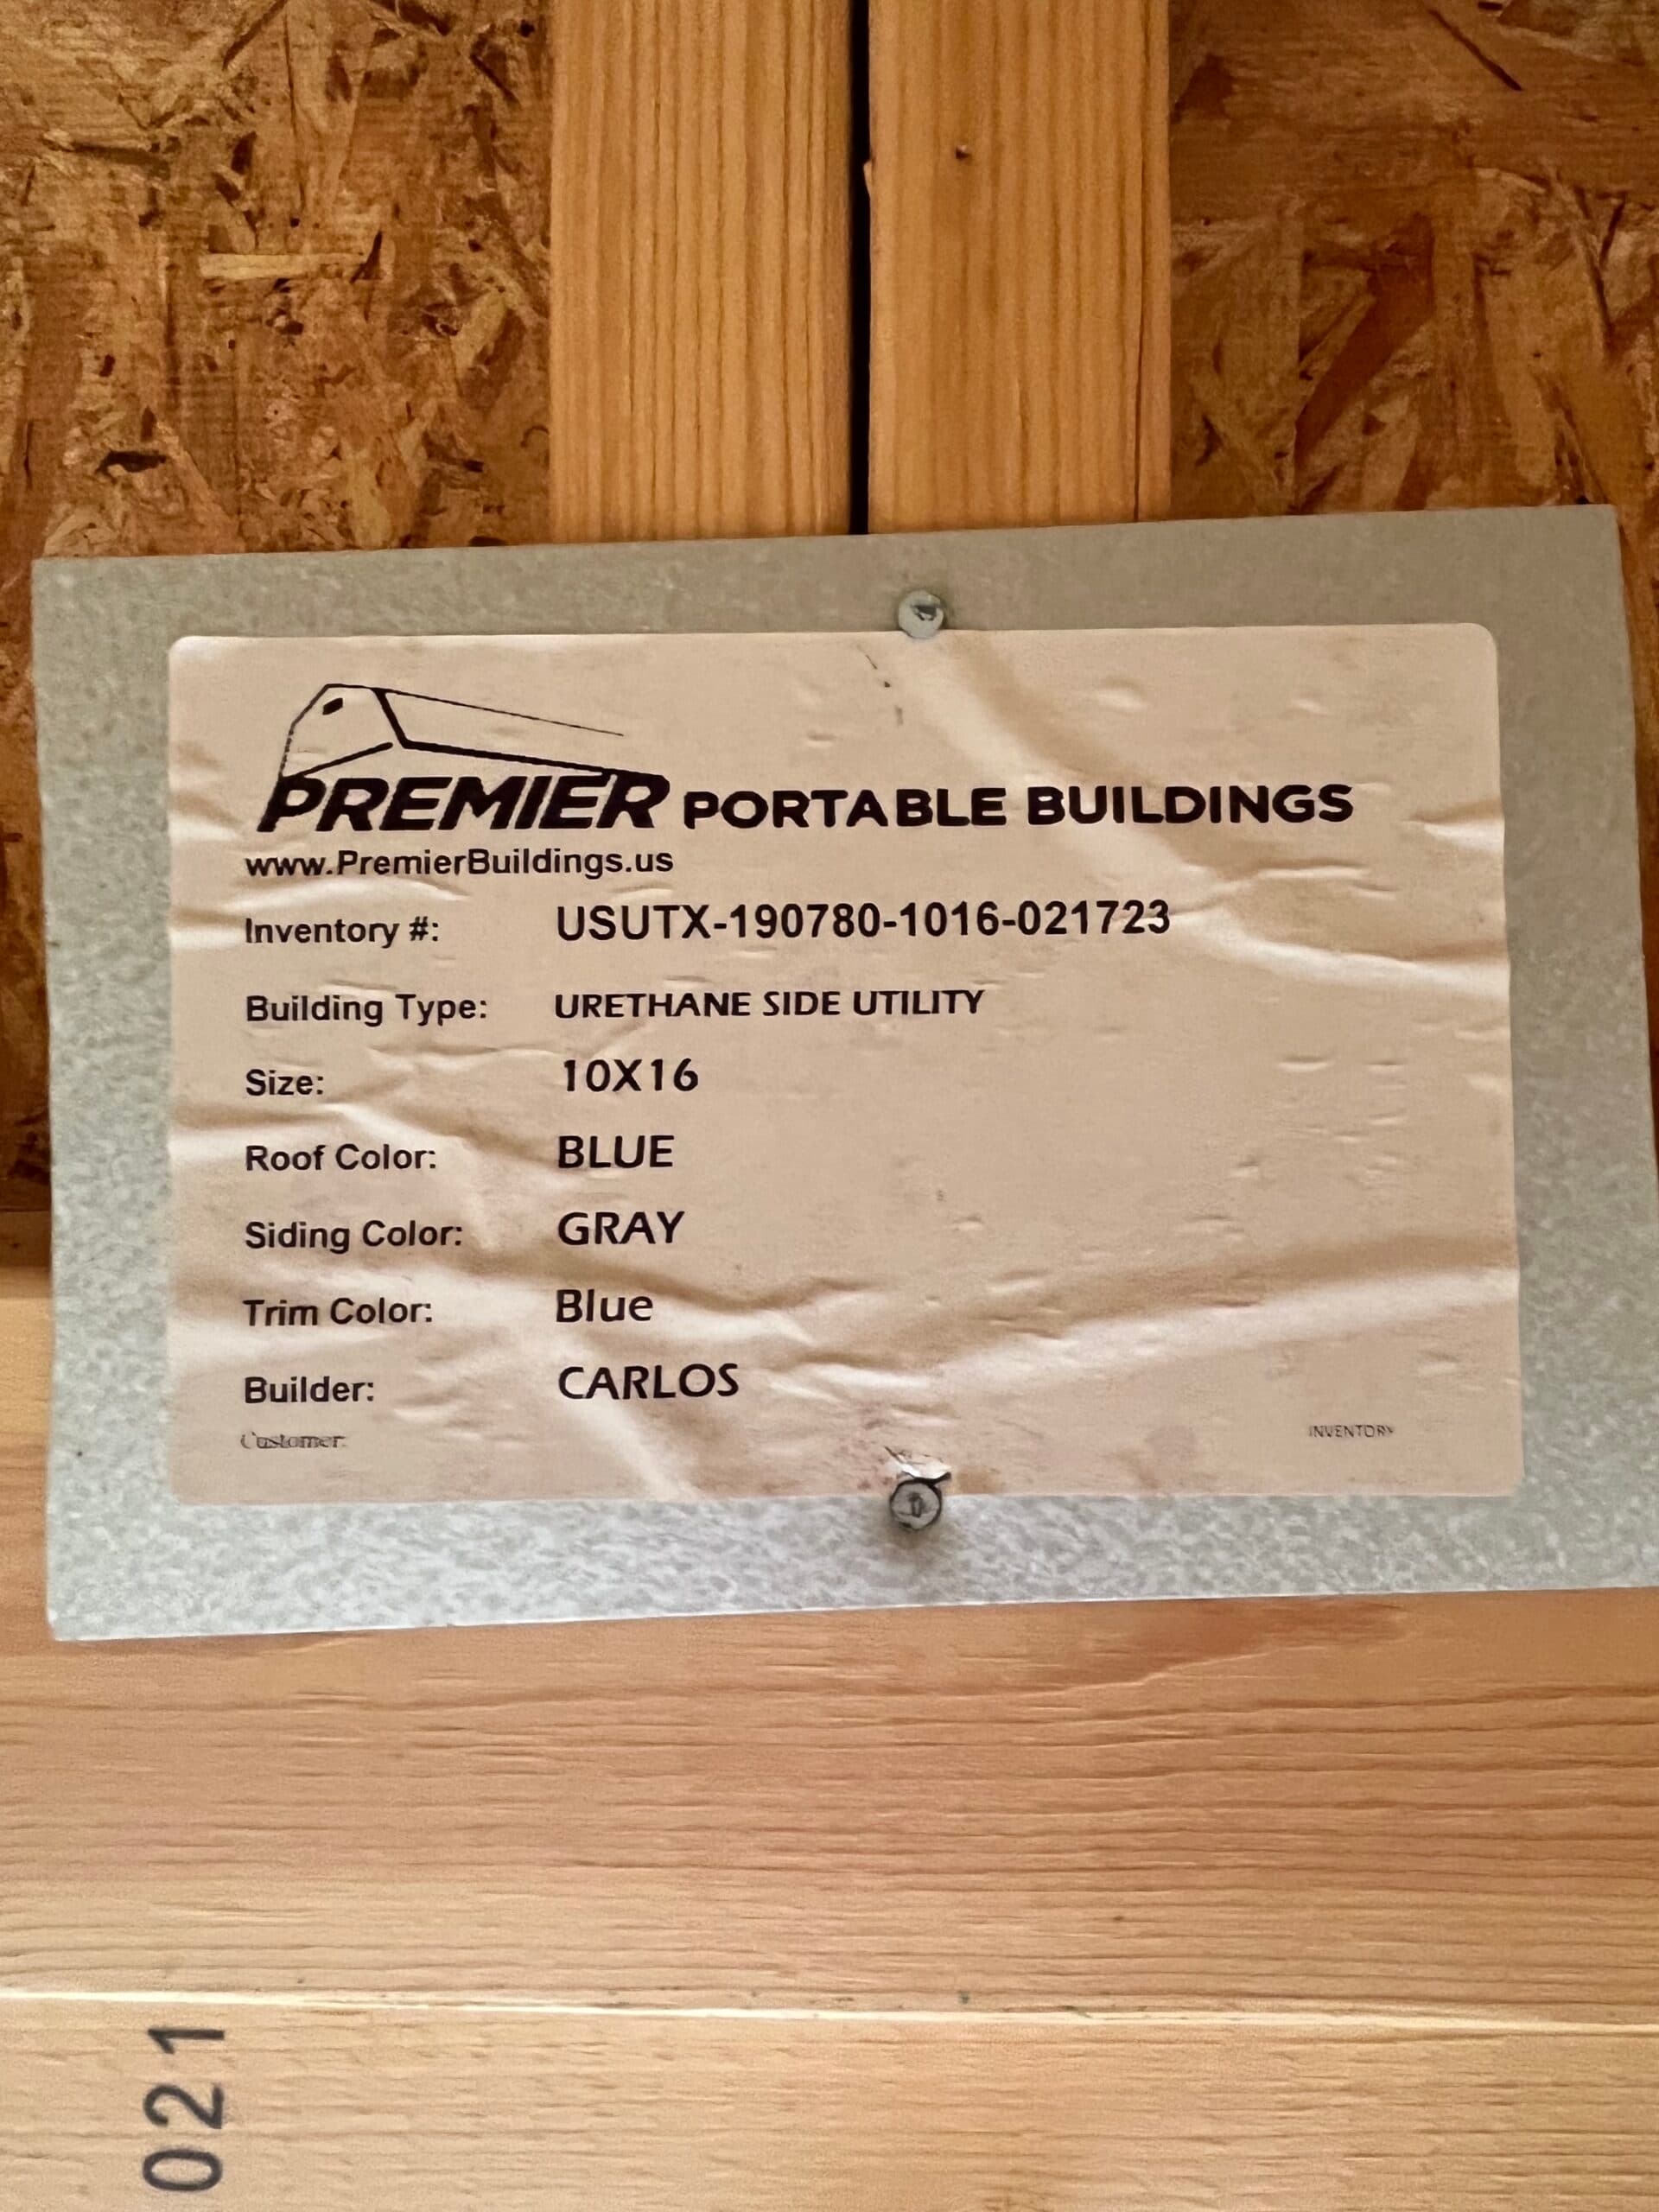 PREMIER PORTABLE BUILDINGS
www.PremierBuildings.us
Inventory #: USUTX-190780-1016-021723
Building Type: URETHANE SIDE UTILITY
Size: 10X16
Roof Color: BLUE
Siding Color: GRAY
Trim Color: Blue
Builder: CARLOS
Customer: INVENTORY
021